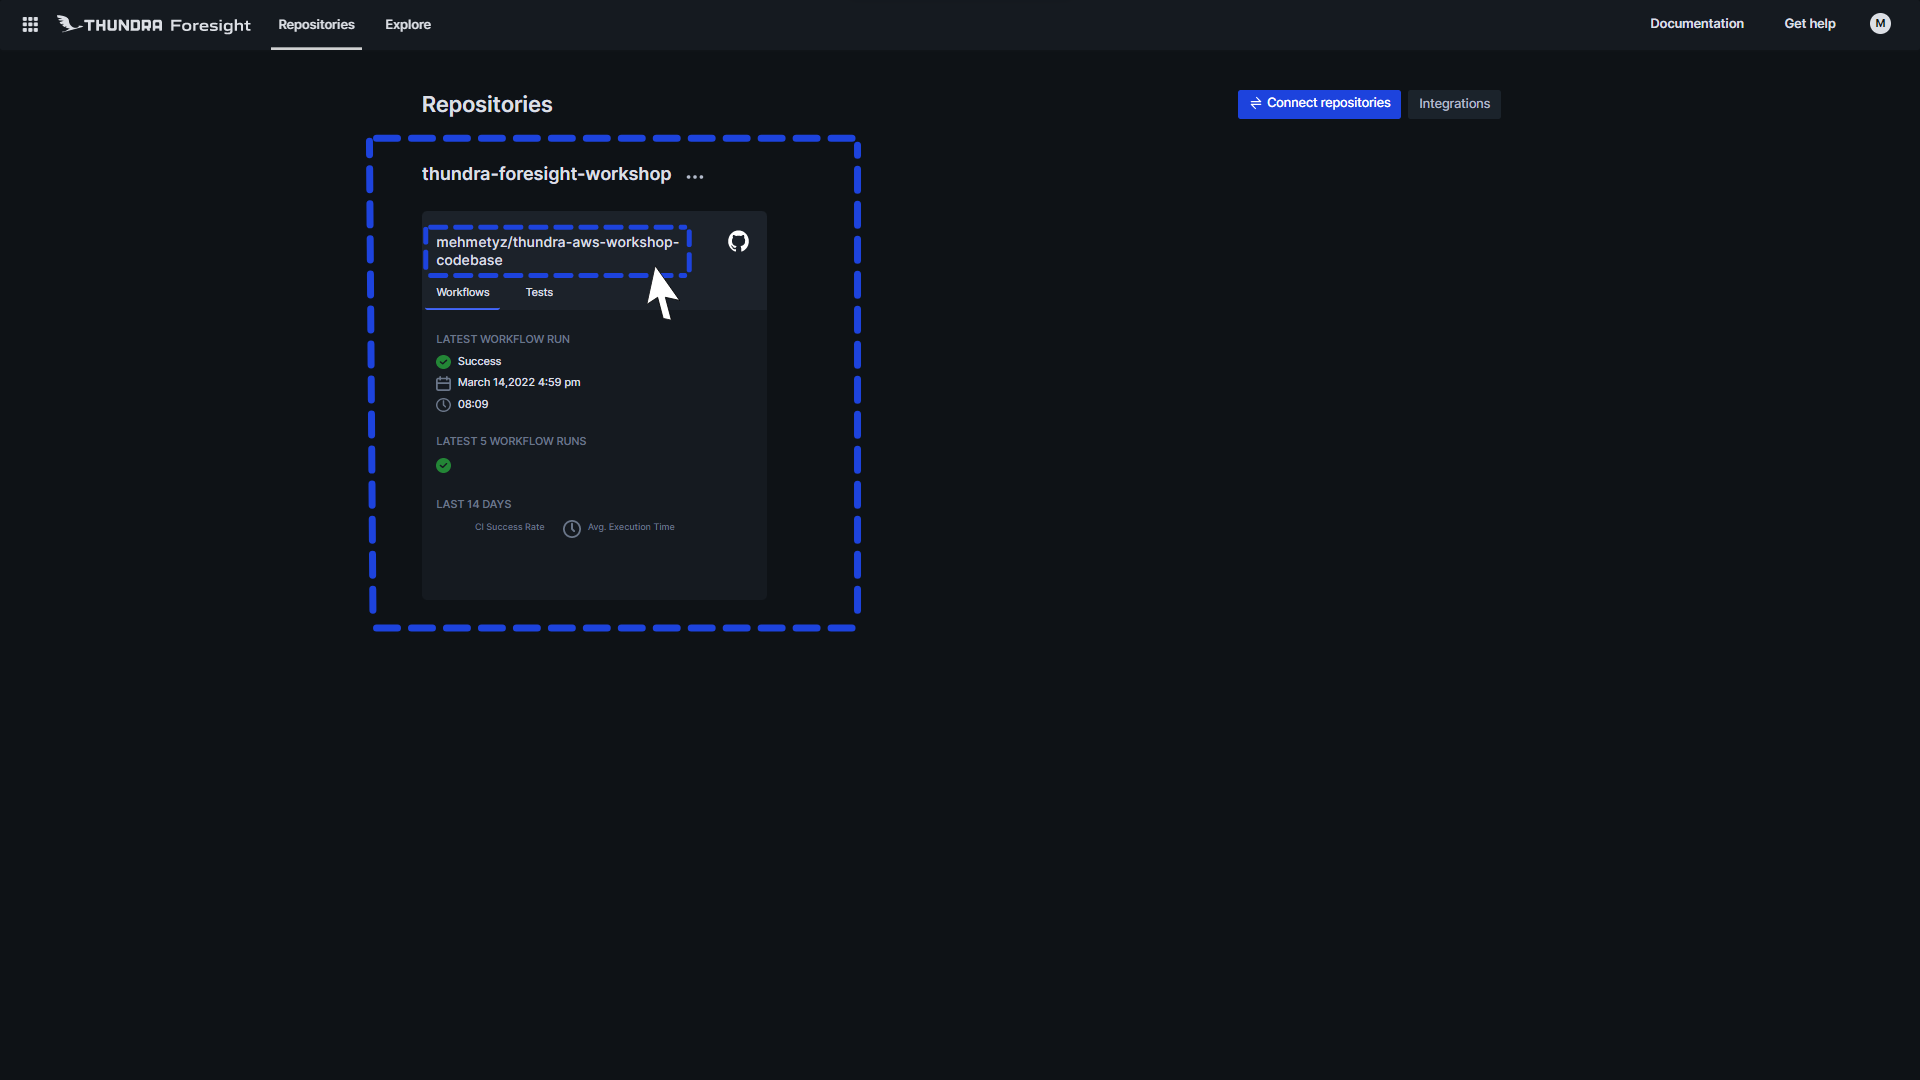 THUNDRA Foresight Repositories Explore Documentation Get help M
Repositories
Connect repositories Integrations
thundra-foresight-workshop ...
mehmetyz/thundra-aws-workshop-
codebase
Workflows Tests
LATEST WORKFLOW RUN
Success
March 14,2022 4:59 pm
08:09
LATEST 5 WORKFLOW RUNS
LAST 14 DAYS
CI Success Rate Avg. Execution Time